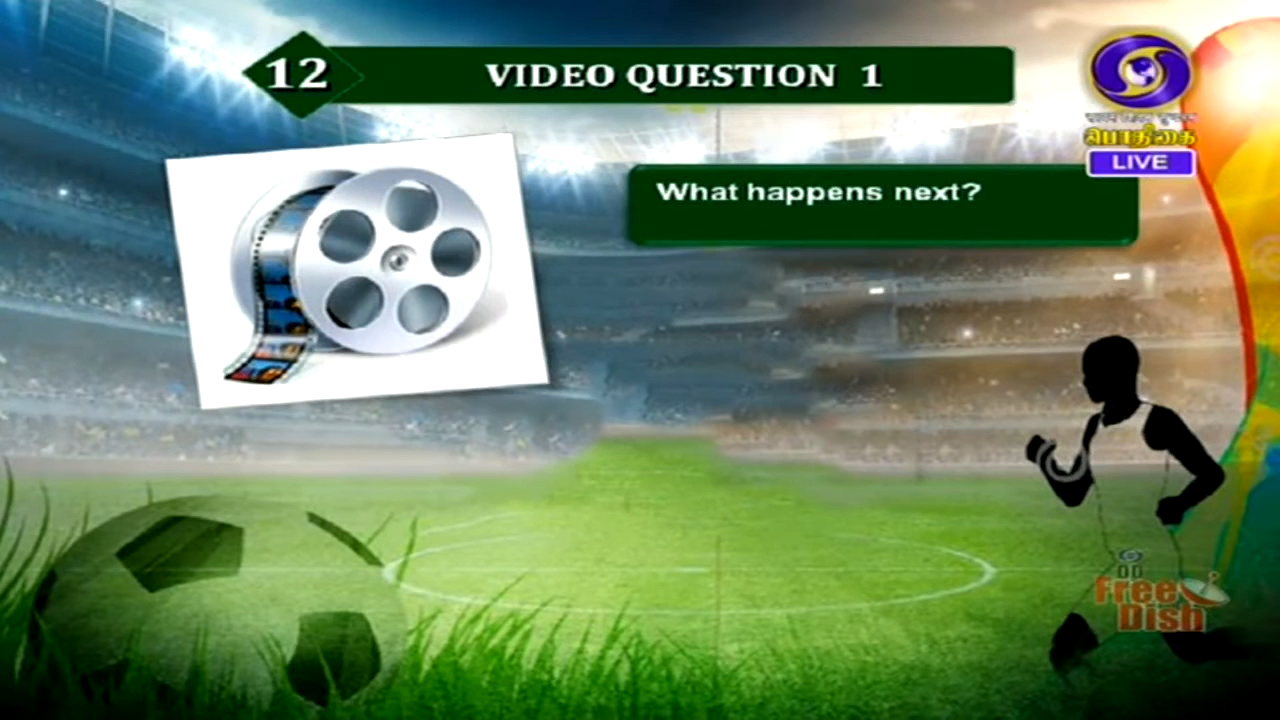 12
VIDEO QUESTION 1
பொதிகை
LIVE
What happens next?
DD
Free
Dish